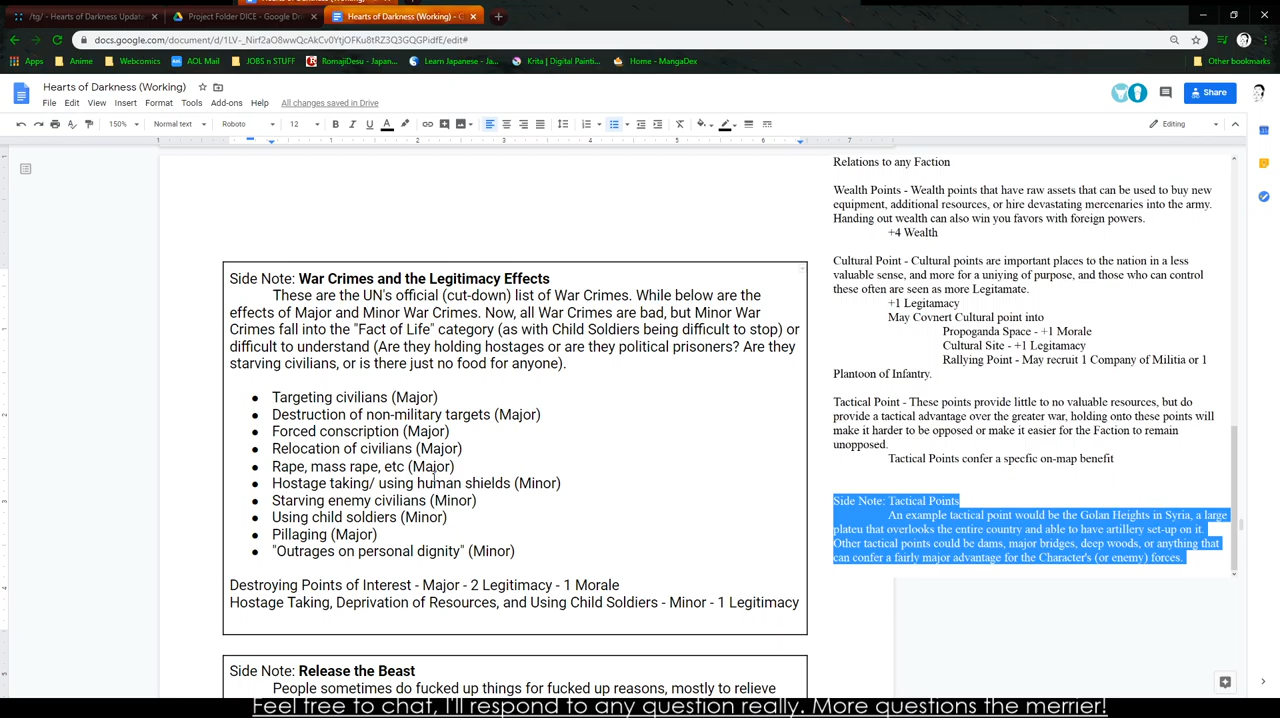 /tg/ - Hearts of Darkness Updat
Project Folder DICE - Google Dri
Hearts of Darkness (Working) - G
docs.google.com/document/d/1LV-_Nirf2aO8wwQcAkCv0YtjOFKu8tRZ3Q3GQGPidfE/edit#
Apps Anime Webcomics AOL Mail JOBS n STUFF RomajiDesu - Japan... Learn Japanese - Ja... Krita | Digital Painti... Home - MangaDex Other bookmarks
Hearts of Darkness (Working)
File Edit View Insert Format Tools Add-ons Help All changes saved in Drive
Share
150% Normal text Roboto 12 Editing
Side Note: War Crimes and the Legitimacy Effects
These are the UN's official (cut-down) list of War Crimes. While below are the
effects of Major and Minor War Crimes. Now, all War Crimes are bad, but Minor War
Crimes fall into the "Fact of Life" category (as with Child Soldiers being difficult to stop) or
difficult to understand (Are they holding hostages or are they political prisoners? Are they
starving civilians, or is there just no food for anyone).
● Targeting civilians (Major)
● Destruction of non-military targets (Major)
● Forced conscription (Major)
● Relocation of civilians (Major)
● Rape, mass rape, etc (Major)
● Hostage taking/ using human shields (Minor)
● Starving enemy civilians (Minor)
● Using child soldiers (Minor)
● Pillaging (Major)
● "Outrages on personal dignity" (Minor)
Destroying Points of Interest - Major - 2 Legitimacy - 1 Morale
Hostage Taking, Deprivation of Resources, and Using Child Soldiers - Minor - 1 Legitimacy
Side Note: Release the Beast
People sometimes do fucked up things for fucked up reasons, mostly to relieve
Relations to any Faction
Wealth Points - Wealth points that have raw assets that can be used to buy new
equipment, additional resources, or hire devastating mercenaries into the army.
Handing out wealth can also win you favors with foreign powers.
+4 Wealth
Cultural Point - Cultural points are important places to the nation in a less
valuable sense, and more for a uniying of purpose, and those who can control
these often are seen as more Legitimate.
+1 Legitamacy
May Covnert Cultural point into
Propoganda Space - +1 Morale
Cultural Site - +1 Legitamacy
Rallying Point - May recruit 1 Company of Militia or 1
Plantoon of Infantry.
Tactical Point - These points provide little to no valuable resources, but do
provide a tactical advantage over the greater war, holding onto these points will
make it harder to be opposed or make it easier for the Faction to remain
unopposed.
Tactical Points confer a specfic on-map benefit
Side Note: Tactical Points
An example tactical point would be the Golan Heights in Syria, a large
plateu that overlooks the entire country and able to have artillery set-up on it.
Other tactical points could be dams, major bridges, deep woods, or anything that
can confer a fairly major advantage for the Character's (or enemy) forces.
Feel free to chat, I'll respond to any question really. More questions the merrier!